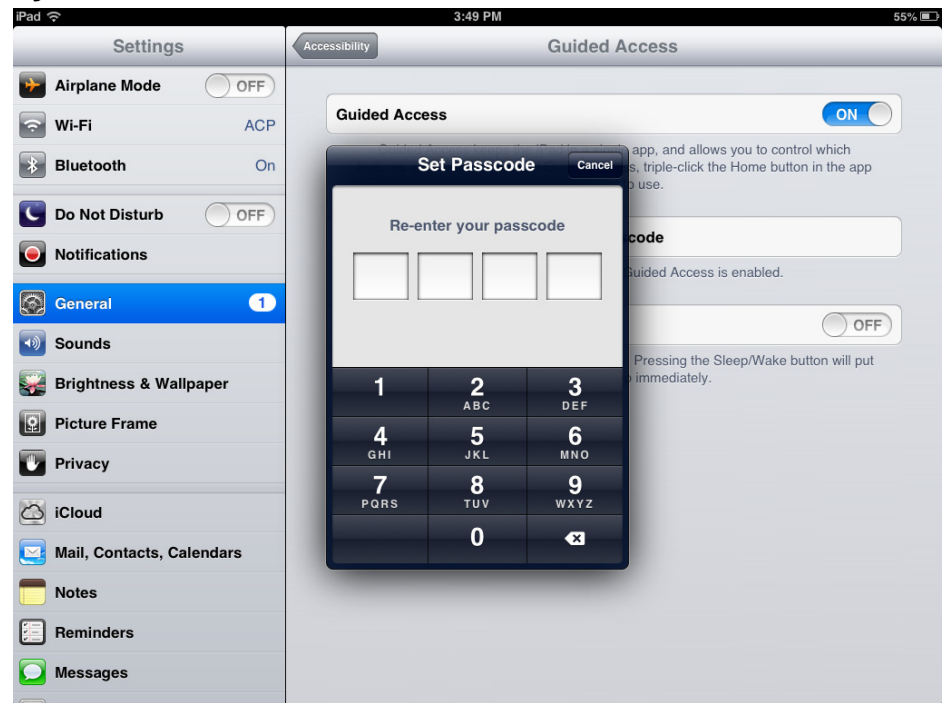 iPad 3:49 PM 55%
Settings
Airplane Mode OFF
Wi-Fi ACP
Bluetooth On
Do Not Disturb OFF
Notifications
General 1
Sounds
Brightness & Wallpaper
Picture Frame
Privacy
iCloud
Mail, Contacts, Calendars
Notes
Reminders
Messages
Accessibility Guided Access
Guided Access ON
app, and allows you to control which
s, triple-click the Home button in the app
use.
code
Guided Access is enabled.
OFF
Pressing the Sleep/Wake button will put
immediately.
Set Passcode Cancel
Re-enter your passcode
1 2 3
ABC DEF
4 5 6
GHI JKL MNO
7 8 9
PQRS TUV WXYZ
0